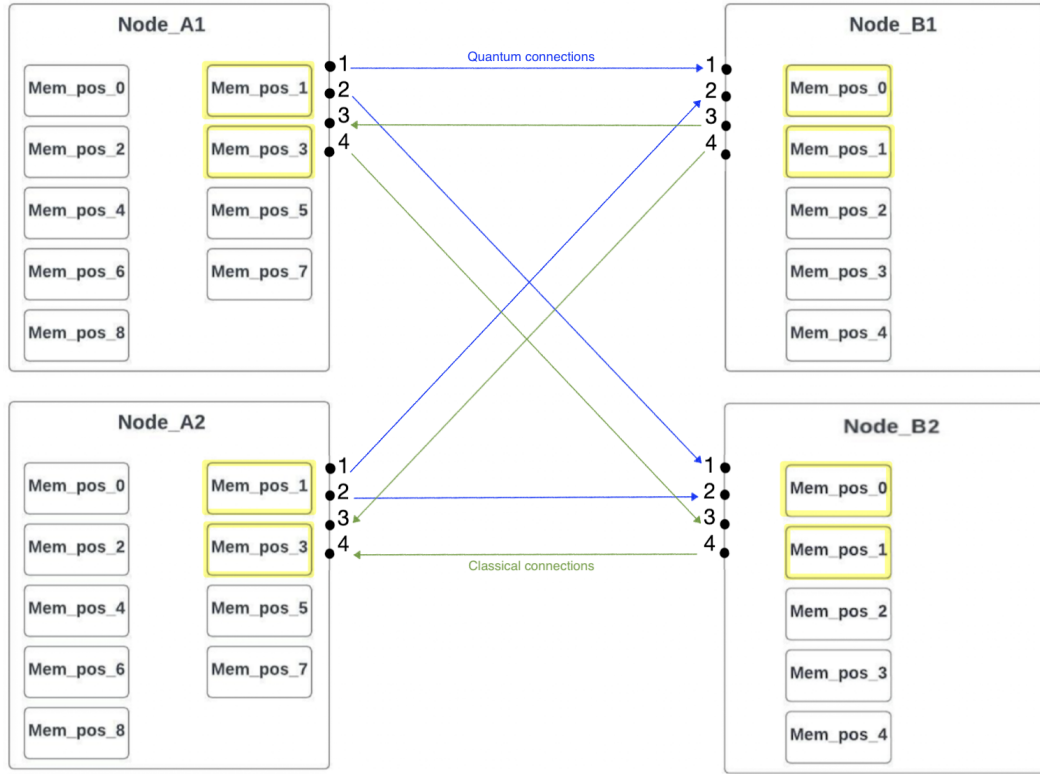 Node_A1
Mem_pos_0
Mem_pos_1
Mem_pos_2
Mem_pos_3
Mem_pos_4
Mem_pos_5
Mem_pos_6
Mem_pos_7
Mem_pos_8
1
2
3
4
Quantum connections
Node_B1
1
2
3
4
Mem_pos_0
Mem_pos_1
Mem_pos_2
Mem_pos_3
Mem_pos_4
Node_A2
Mem_pos_0
Mem_pos_1
Mem_pos_2
Mem_pos_3
Mem_pos_4
Mem_pos_5
Mem_pos_6
Mem_pos_7
Mem_pos_8
1
2
3
4
Classical connections
Node_B2
1
2
3
4
Mem_pos_0
Mem_pos_1
Mem_pos_2
Mem_pos_3
Mem_pos_4